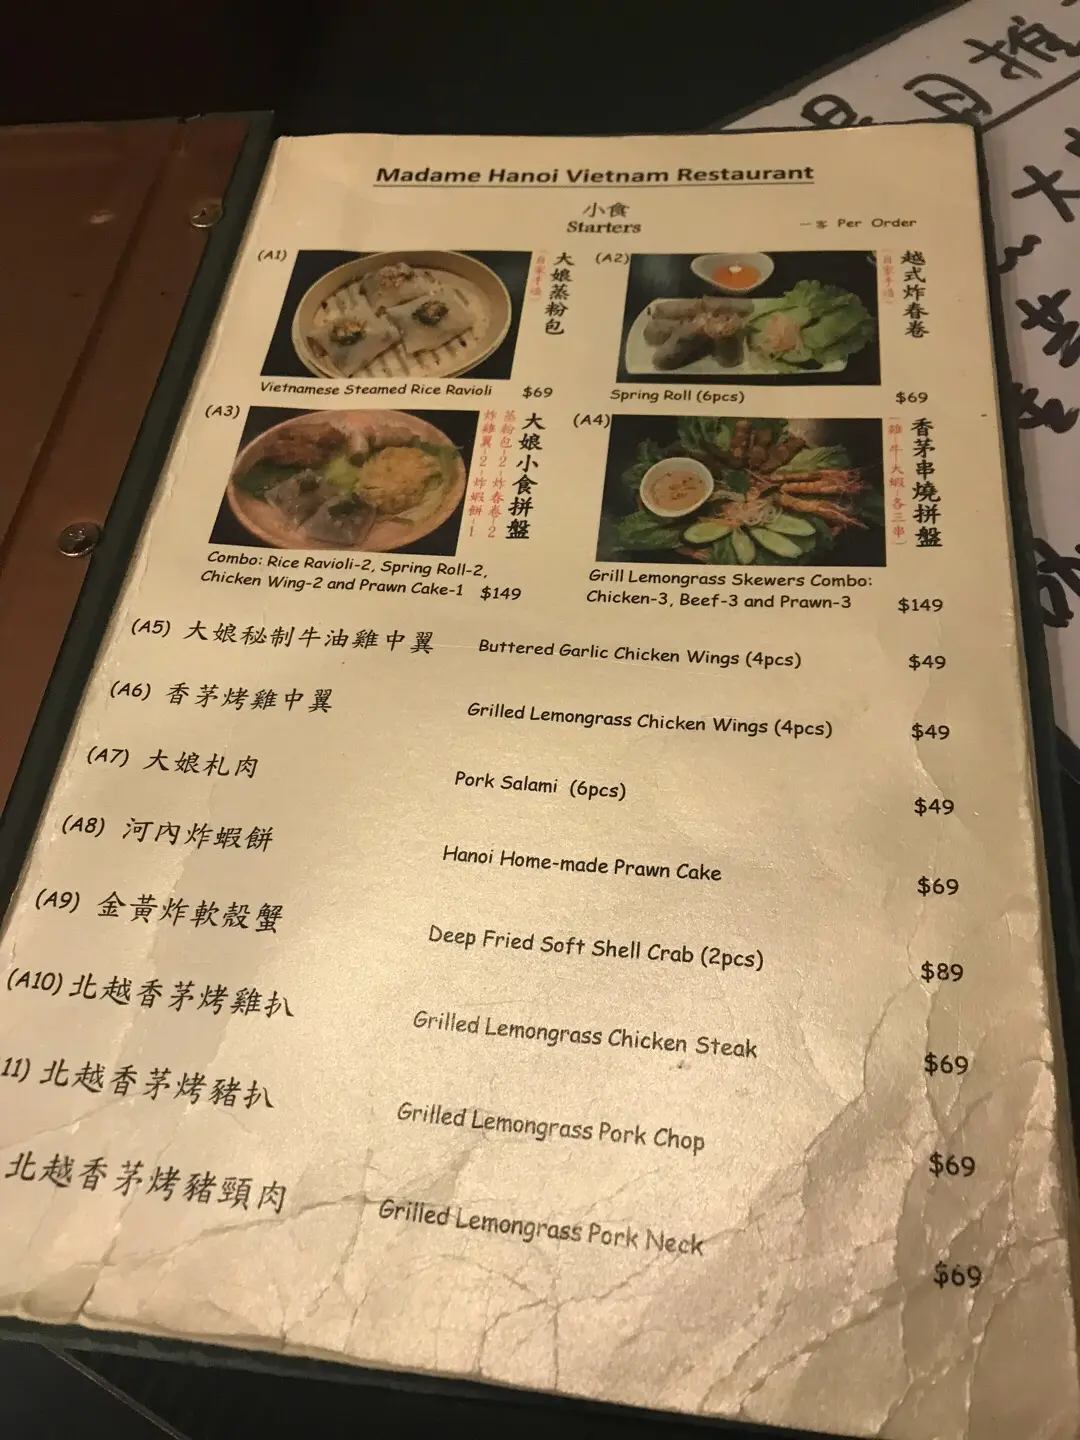 Madame Hanoi Vietnam Restaurant
小食
Starters
一客 Per Order
(A1)
大娘蒸粉包
(自家手造)
Vietnamese Steamed Rice Ravioli $69
(A2)
越式炸春卷
(自家手造)
Spring Roll (6pcs) $69
(A3)
大娘小食拼盤
蒸粉包-2-炸春卷-2
炸雞翼-2-炸蝦餅-1
Combo: Rice Ravioli-2, Spring Roll-2,
Chicken Wing-2 and Prawn Cake-1 $149
(A4)
香茅串燒拼盤
(雞-牛-大蝦-各三串)
Grill Lemongrass Skewers Combo:
Chicken-3, Beef-3 and Prawn-3 $149
(A5) 大娘秘制牛油雞中翼 Buttered Garlic Chicken Wings (4pcs) $49
(A6) 香茅烤雞中翼 Grilled Lemongrass Chicken Wings (4pcs) $49
(A7) 大娘札肉 Pork Salami (6pcs) $49
(A8) 河內炸蝦餅 Hanoi Home-made Prawn Cake $69
(A9) 金黃炸軟殼蟹 Deep Fried Soft Shell Crab (2pcs) $89
(A10) 北越香茅烤雞扒 Grilled Lemongrass Chicken Steak $69
11) 北越香茅烤豬扒 Grilled Lemongrass Pork Chop $69
北越香茅烤豬頸肉 Grilled Lemongrass Pork Neck $69